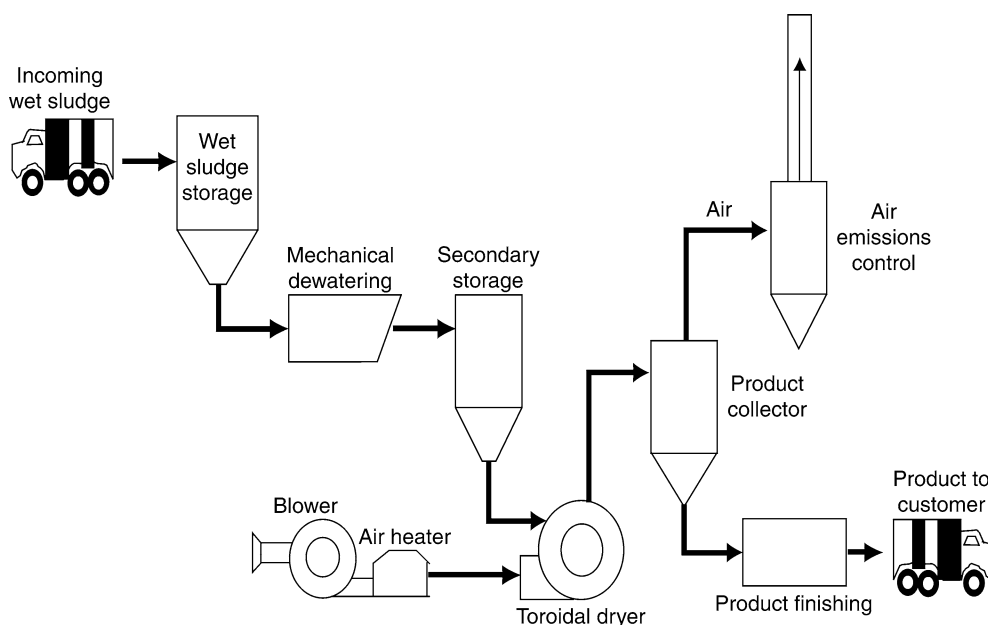 Incoming
wet sludge
Wet
sludge
storage
Mechanical
dewatering
Secondary
storage
Air
Air
emissions
control
Product
collector
Blower
Air heater
Toroidal dryer
Product to
customer
Product finishing